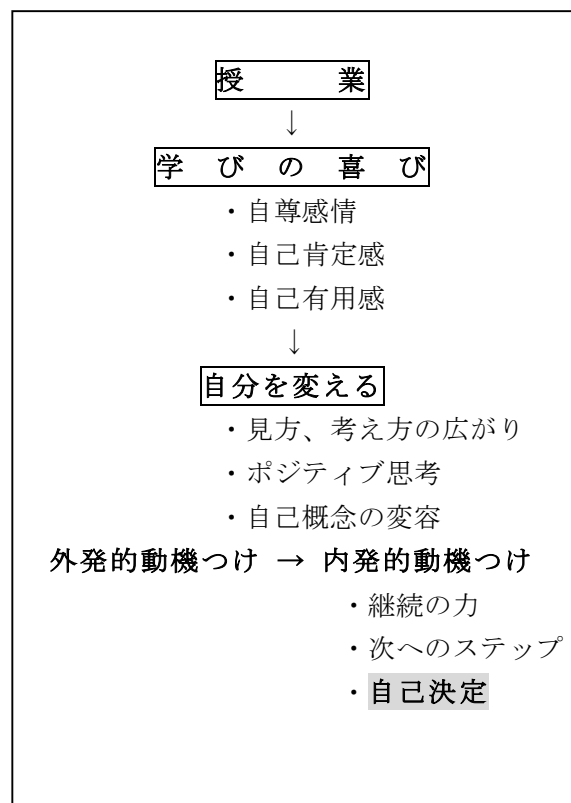 授業
↓
学びの喜び
・自尊感情
・自己肯定感
・自己有用感
↓
自分を変える
・見方、考え方の広がり
・ポジティブ思考
・自己概念の変容
外発的動機つけ → 内発的動機つけ
・継続の力
・次へのステップ
・自己決定